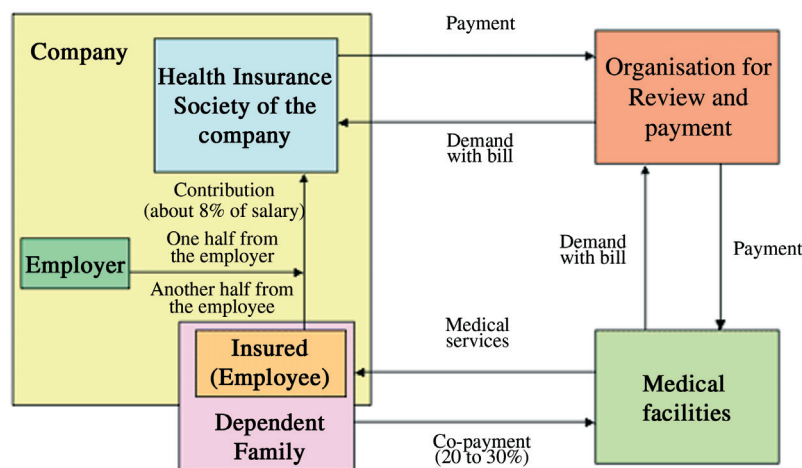 Company
Health Insurance
Society of the
company
Payment
Organisation for
Review and
payment
Demand
with bill
Contribution
(about 8% of salary)
One half from
the employer
Employer
Another half from
the employee
Demand
with bill
Payment
Medical
services
Insured
(Employee)
Dependent
Family
Medical
facilities
Co-payment
(20 to 30%)